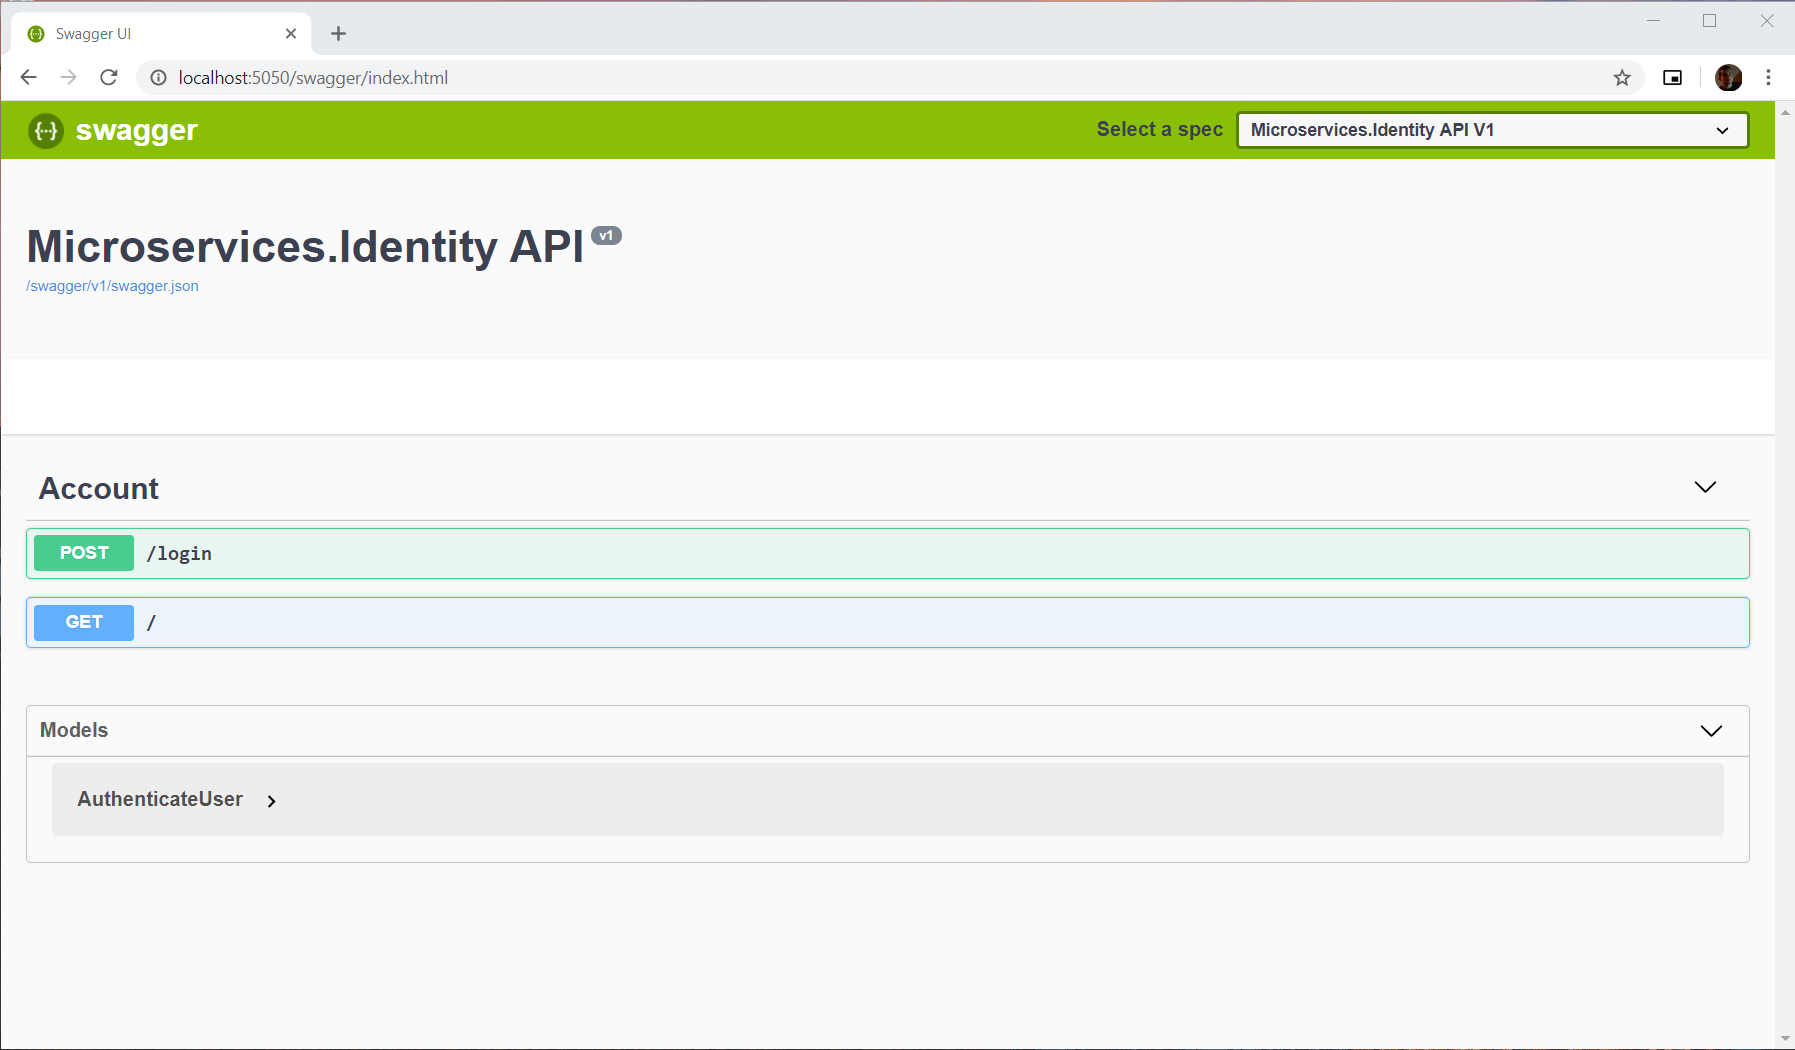 Swagger UI
localhost:5050/swagger/index.html
swagger
Select a spec
Microservices.Identity API V1
Microservices.Identity API v1
/swagger/v1/swagger.json
Account
POST /login
GET /
Models
AuthenticateUser